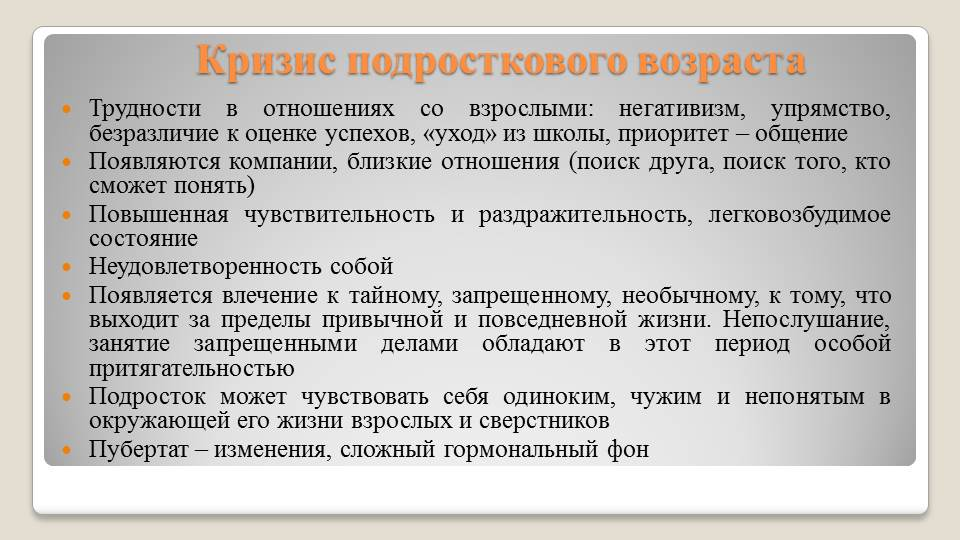 Кризис подросткового возраста
• Трудности в отношениях со взрослыми: негативизм, упрямство,
безразличие к оценке успехов, «уход» из школы, приоритет – общение
• Появляются компании, близкие отношения (поиск друга, поиск того, кто
сможет понять)
• Повышенная чувствительность и раздражительность, легковозбудимое
состояние
• Неудовлетворенность собой
• Появляется влечение к тайному, запрещенному, необычному, к тому, что
выходит за пределы привычной и повседневной жизни. Непослушание,
занятие запрещенными делами обладают в этот период особой
притягательностью
• Подросток может чувствовать себя одиноким, чужим и непонятым в
окружающей его жизни взрослых и сверстников
• Пубертат – изменения, сложный гормональный фон